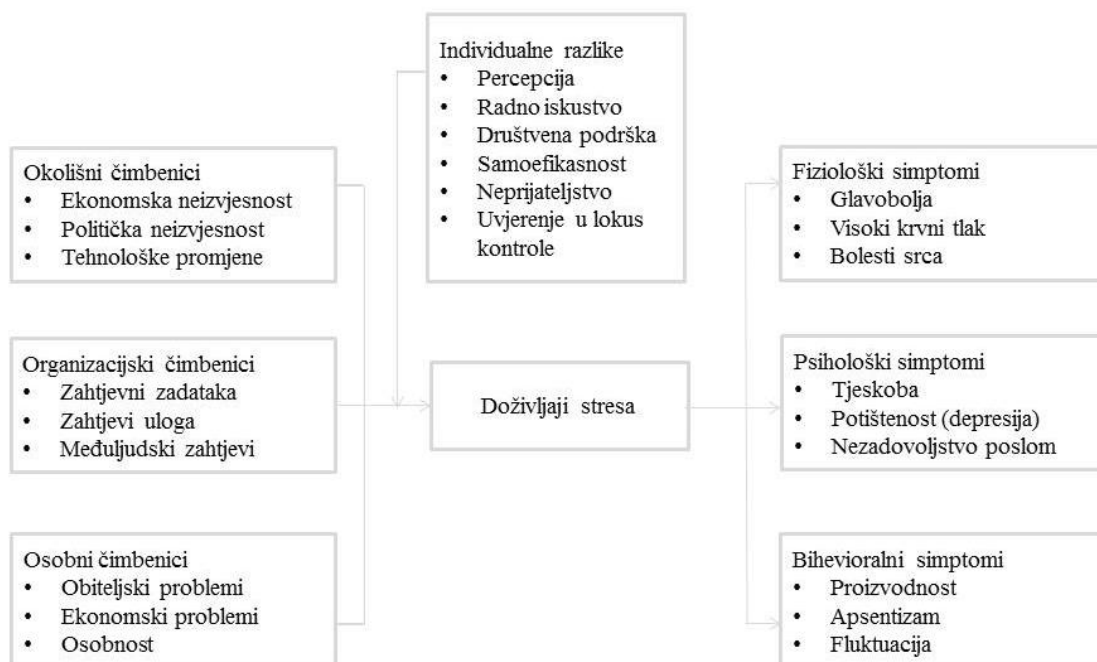 Individualne razlike
• Percepcija
• Radno iskustvo
• Društvena podrška
• Samoefikasnost
• Neprijateljstvo
• Uvjerenje u lokus
kontrole
Okolišni čimbenici
• Ekonomska neizvjesnost
• Politička neizvjesnost
• Tehnološke promjene
Organizacijski čimbenici
• Zahtjevni zadataka
• Zahtjevi uloga
• Međuljudski zahtjevi
Osobni čimbenici
• Obiteljski problemi
• Ekonomski problemi
• Osobnost
Doživljaji stresa
Fiziološki simptomi
• Glavobolja
• Visoki krvni tlak
• Bolesti srca
Psihološki simptomi
• Tjeskoba
• Potištenost (depresija)
• Nezadovoljstvo poslom
Bihevioralni simptomi
• Proizvodnost
• Apsentizam
• Fluktuacija